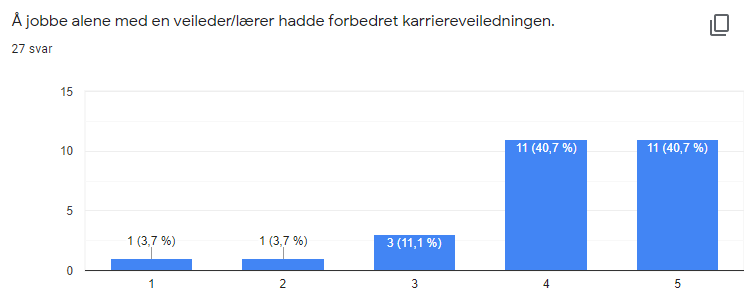 Å jobbe alene med en veileder/lærer hadde forbedret karriereveiledningen.
27 svar
15
10
5
0
1 (3,7 %)
1 (3,7 %)
3 (11,1 %)
11 (40,7 %)
11 (40,7 %)
1
2
3
4
5